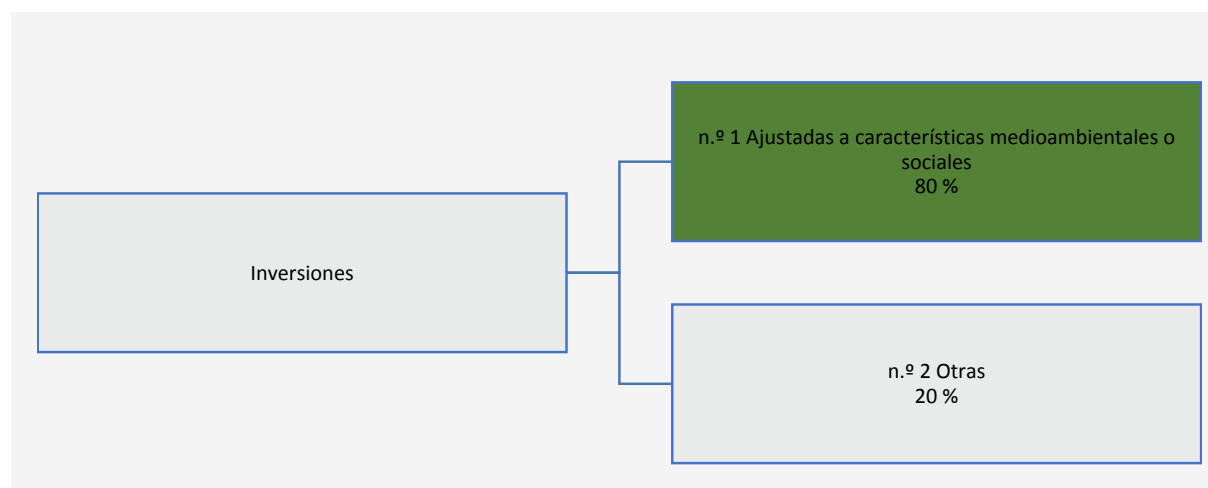 n.º 1 Ajustadas a características medioambientales o
sociales
80 %
Inversiones
n.º 2 Otras
20 %